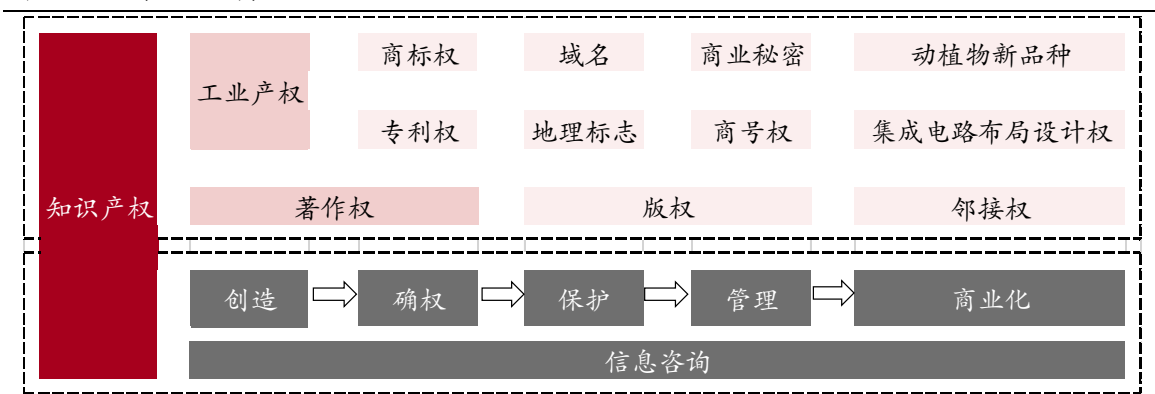 商标权 域名 商业秘密 动植物新品种
工业产权
专利权 地理标志 商号权 集成电路布局设计权
知识产权 著作权 版权 邻接权
创造 确权 保护 管理 商业化
信息咨询